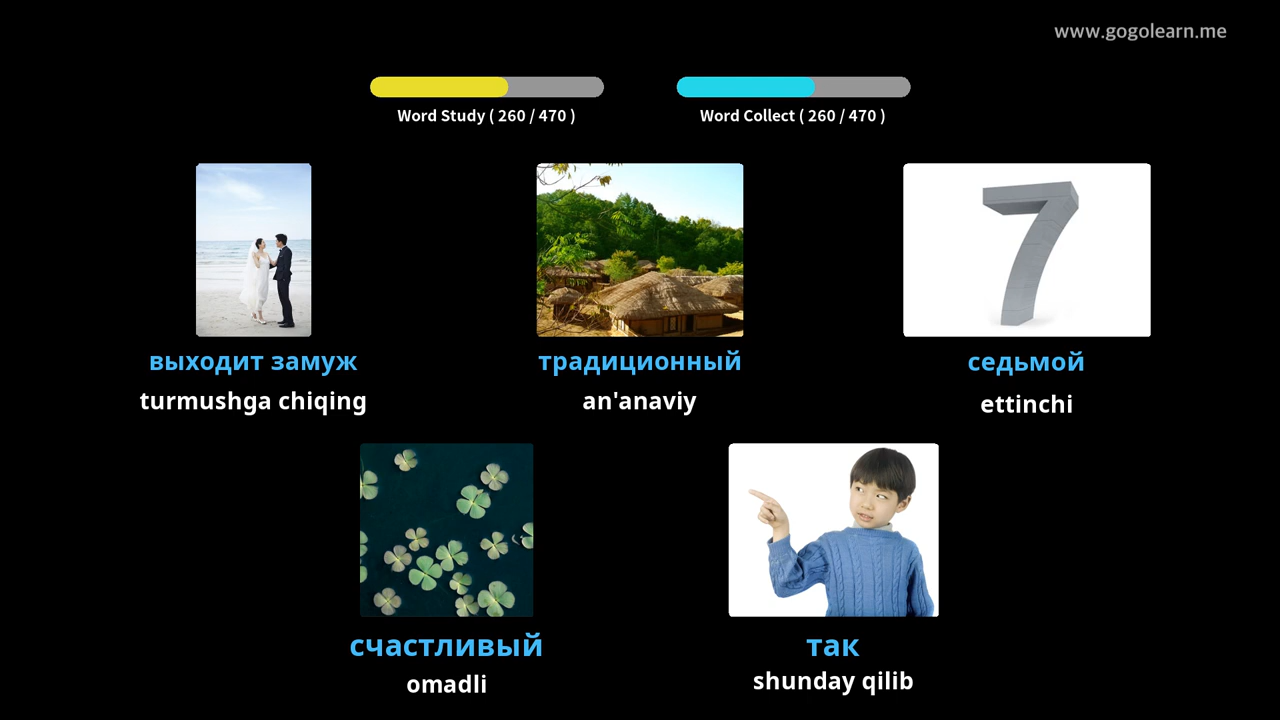 www.gogolearn.me
Word Study ( 260 / 470 )
Word Collect ( 260 / 470 )
выходит замуж
turmushga chiqing
традиционный
an'anaviy
седьмой
ettinchi
счастливый
omadli
так
shunday qilib